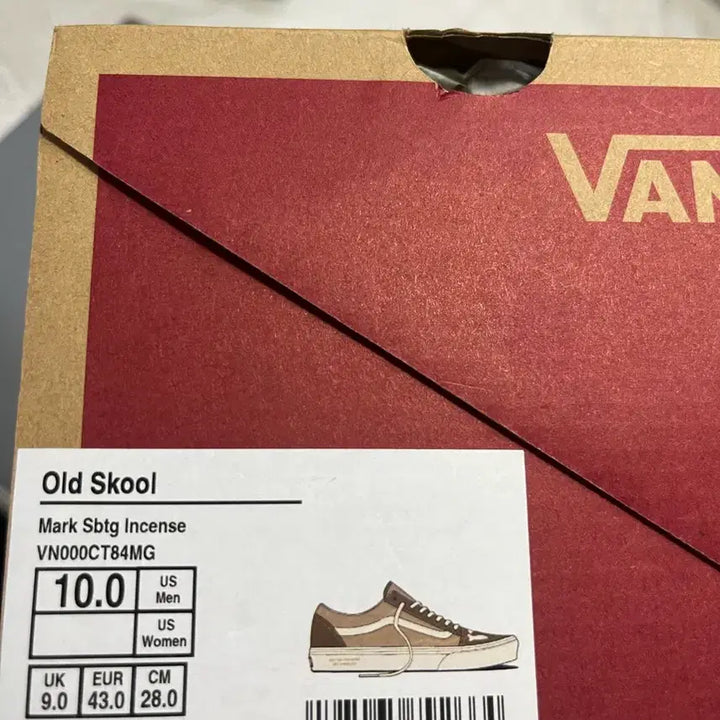 VAN
Old Skool
Mark Sbtg Incense
VN000CT84MG
10.0 US Men
US Women
UK EUR CM
9.0 43.0 28.0